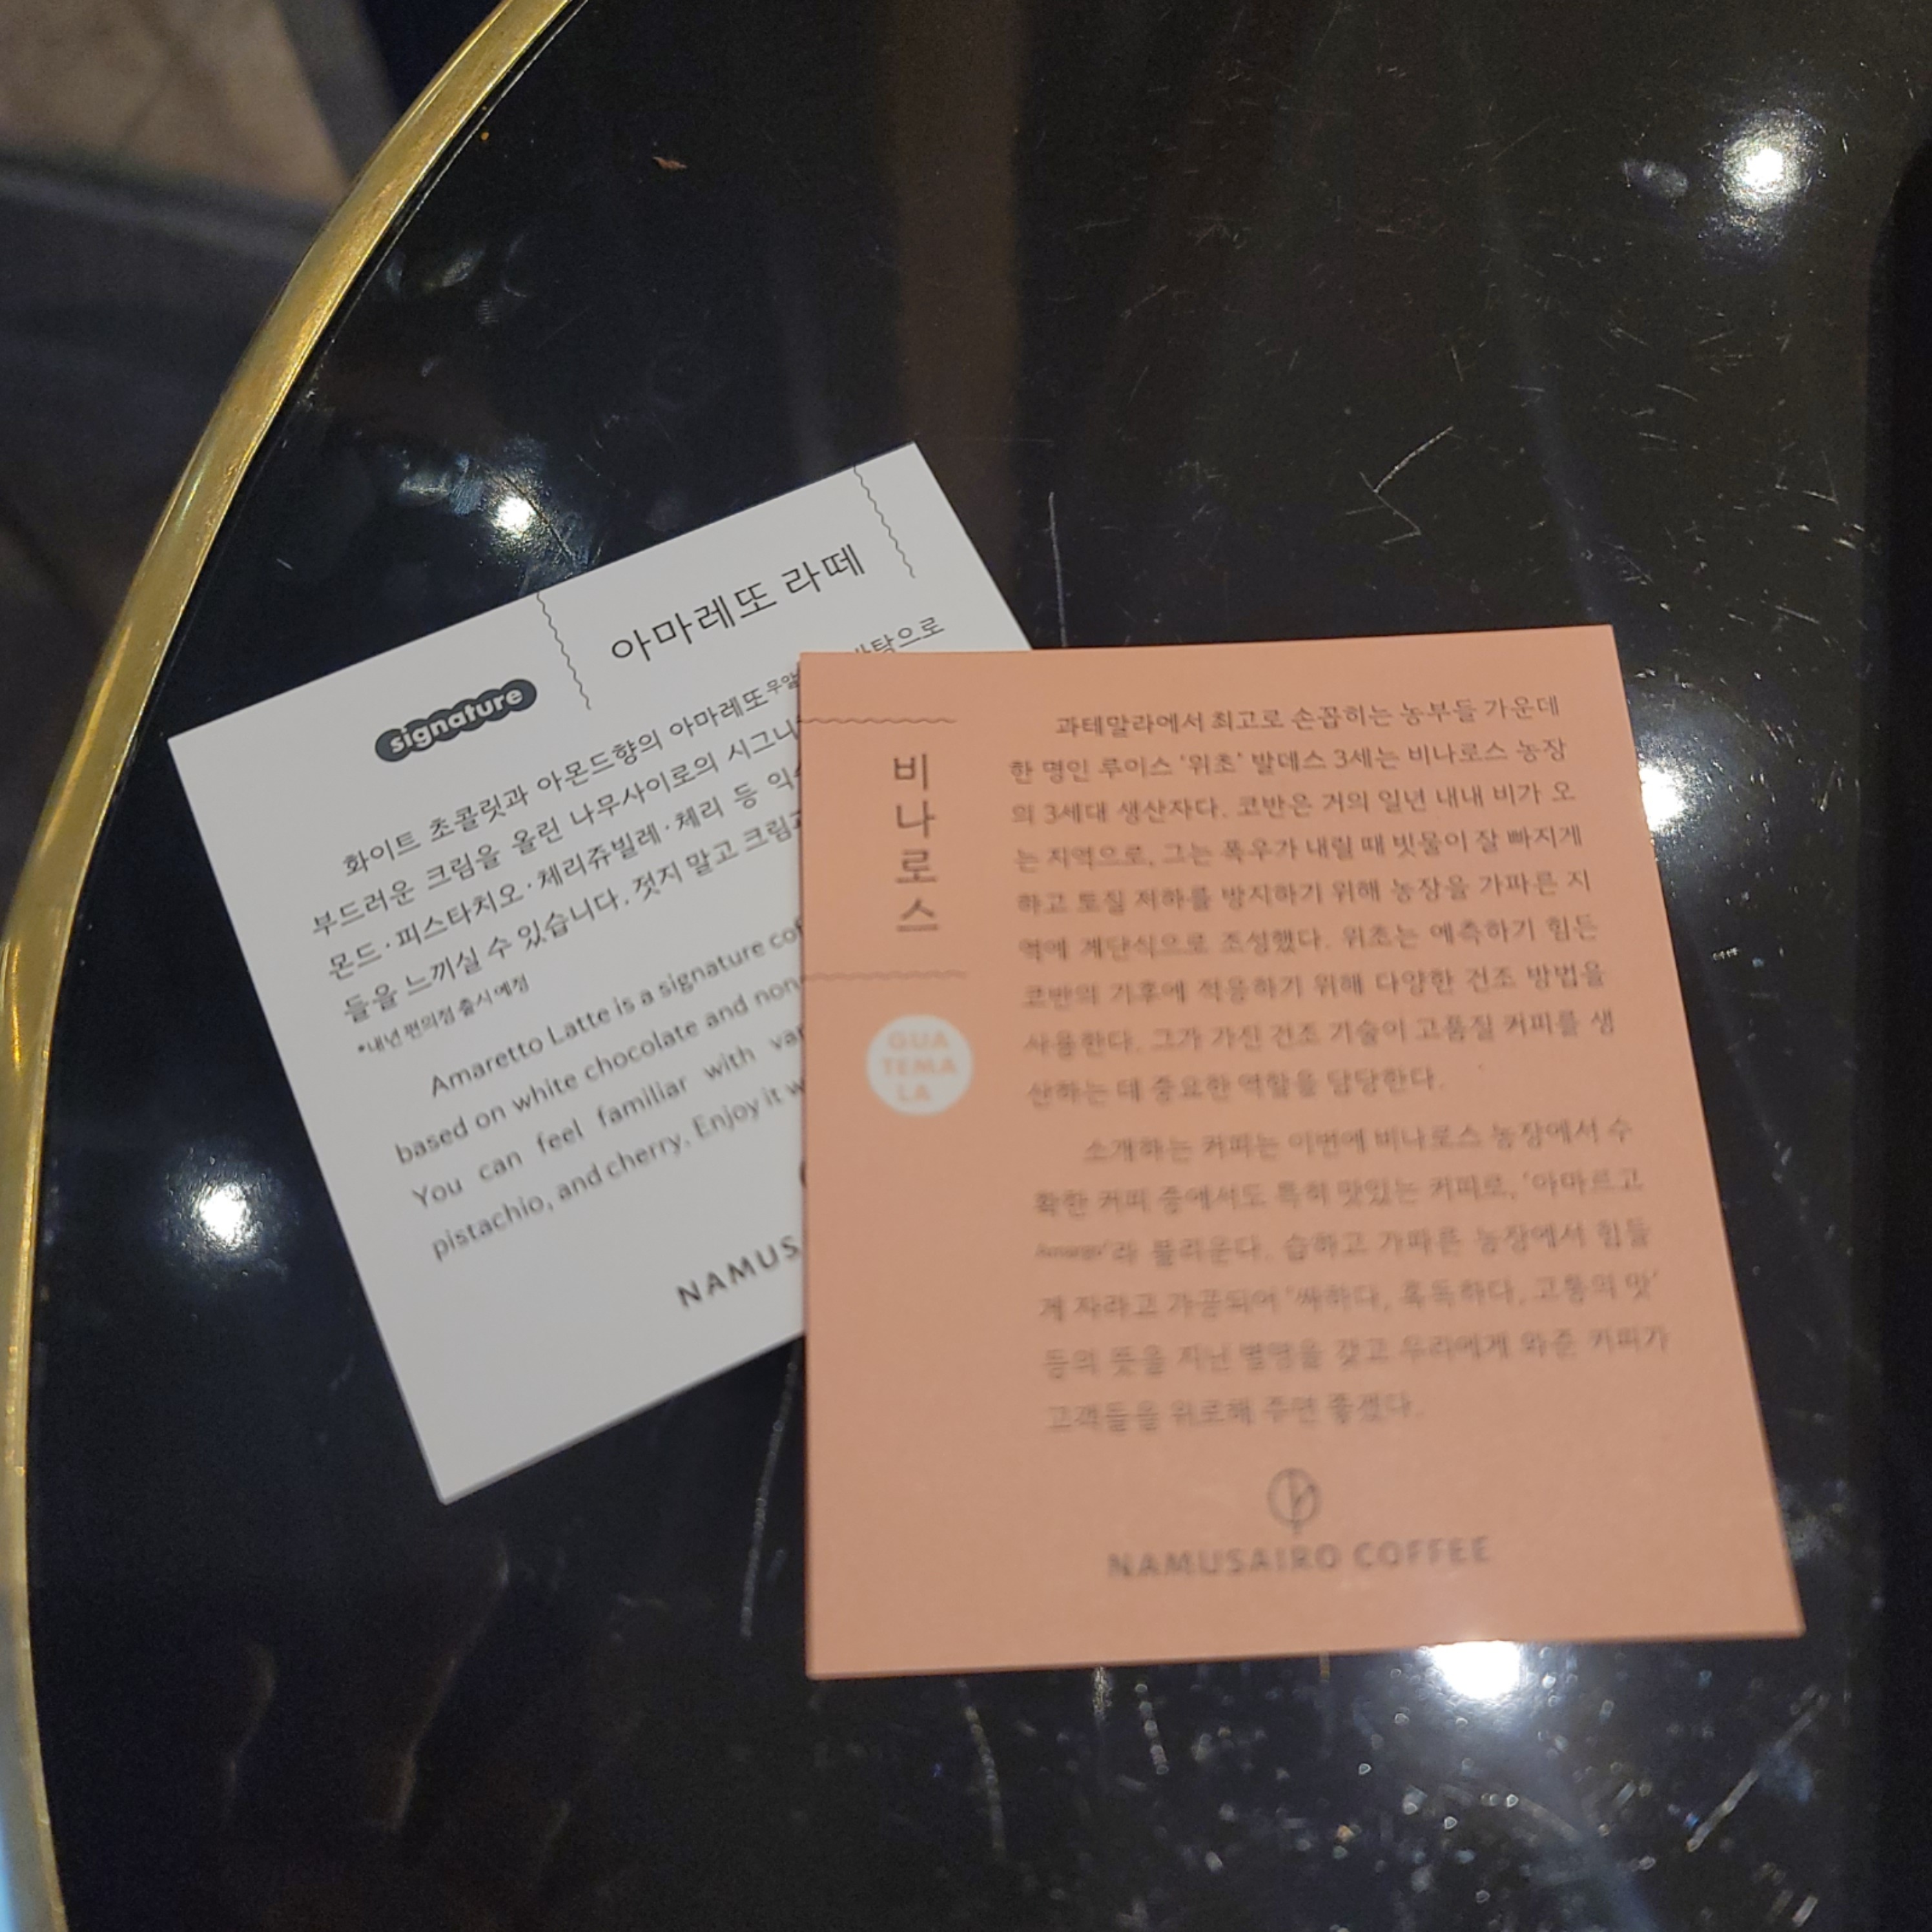 signature
아마레또 라떼
화이트 초콜릿과 아몬드향의 아마레또무알 바탕으로
부드러운 크림을 올린 나무사이로의 시그니
몬드·피스타치오·체리쥬빌레·체리 등 익숙
들을 느끼실 수 있습니다. 젓지 말고 크림과
*내년 편의점 출시예정
Amaretto Latte is a signature cof
based on white chocolate and non-
You can feel familiar with var
pistachio, and cherry. Enjoy it w
NAMUS
비나로스
GUA
TEMA
LA
과테말라에서 최고로 손꼽히는 농부들 가운데
한 명인 루이스 '위초' 발데스 3세는 비나로스 농장
의 3세대 생산자다. 코반은 거의 일년 내내 비가 오
는 지역으로, 그는 폭우가 내릴 때 빗물이 잘 빠지게
하고 토질 저하를 방지하기 위해 농장을 가파른 지
역에 계단식으로 조성했다. 위초는 예측하기 힘든
코반의 기후에 적응하기 위해 다양한 건조 방법을
사용한다. 그가 가진 건조 기술이 고품질 커피를 생
산하는 데 중요한 역할을 담당한다.
소개하는 커피는 이번에 비나로스 농장에서 수
확한 커피 중에서도 특히 맛있는 커피로, '아마르고
Amargo'라 불리운다. 습하고 가파른 농장에서 힘들
게 자라고 가공되어 '싸하다, 혹독하다, 고통의 맛'
등의 뜻을 지닌 별명을 갖고 우리에게 와준 커피가
고객들을 위로해 주면 좋겠다.
NAMUSAIRO COFFEE